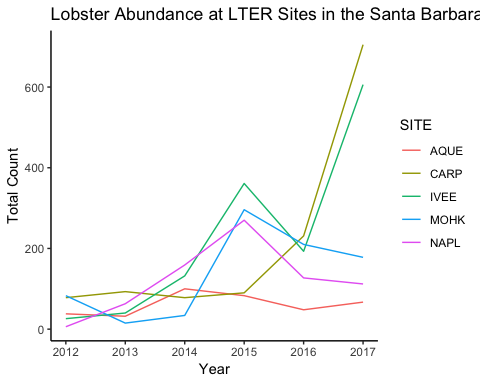 Lobster Abundance at LTER Sites in the Santa Barbara
Total Count
600
400
200
0
2012 2013 2014 2015 2016 2017
Year
SITE
AQUE
CARP
IVEE
MOHK
NAPL